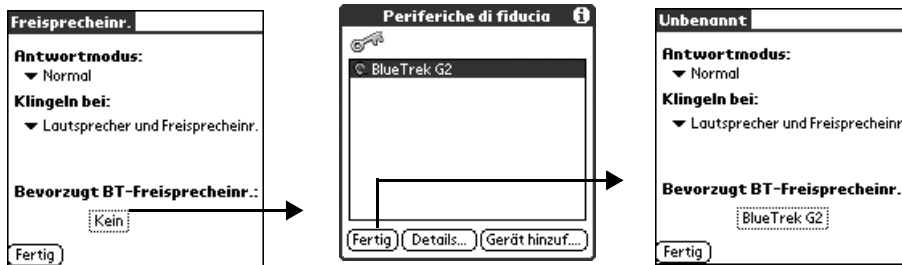 Freisprecheinr.
Antwortmodus:
Normal
Klingeln bei:
Lautsprecher und Freisprecheinr.
Bevorzugt BT-Freisprecheinr.:
Kein
Fertig
Periferiche di fiducia
BlueTrek G2
Fertig Details... Gerät hinzuf....
Unbenannt
Antwortmodus:
Normal
Klingeln bei:
Lautsprecher und Freisprecheinr
Bevorzugt BT-Freisprecheinr.
BlueTrek G2
Fertig